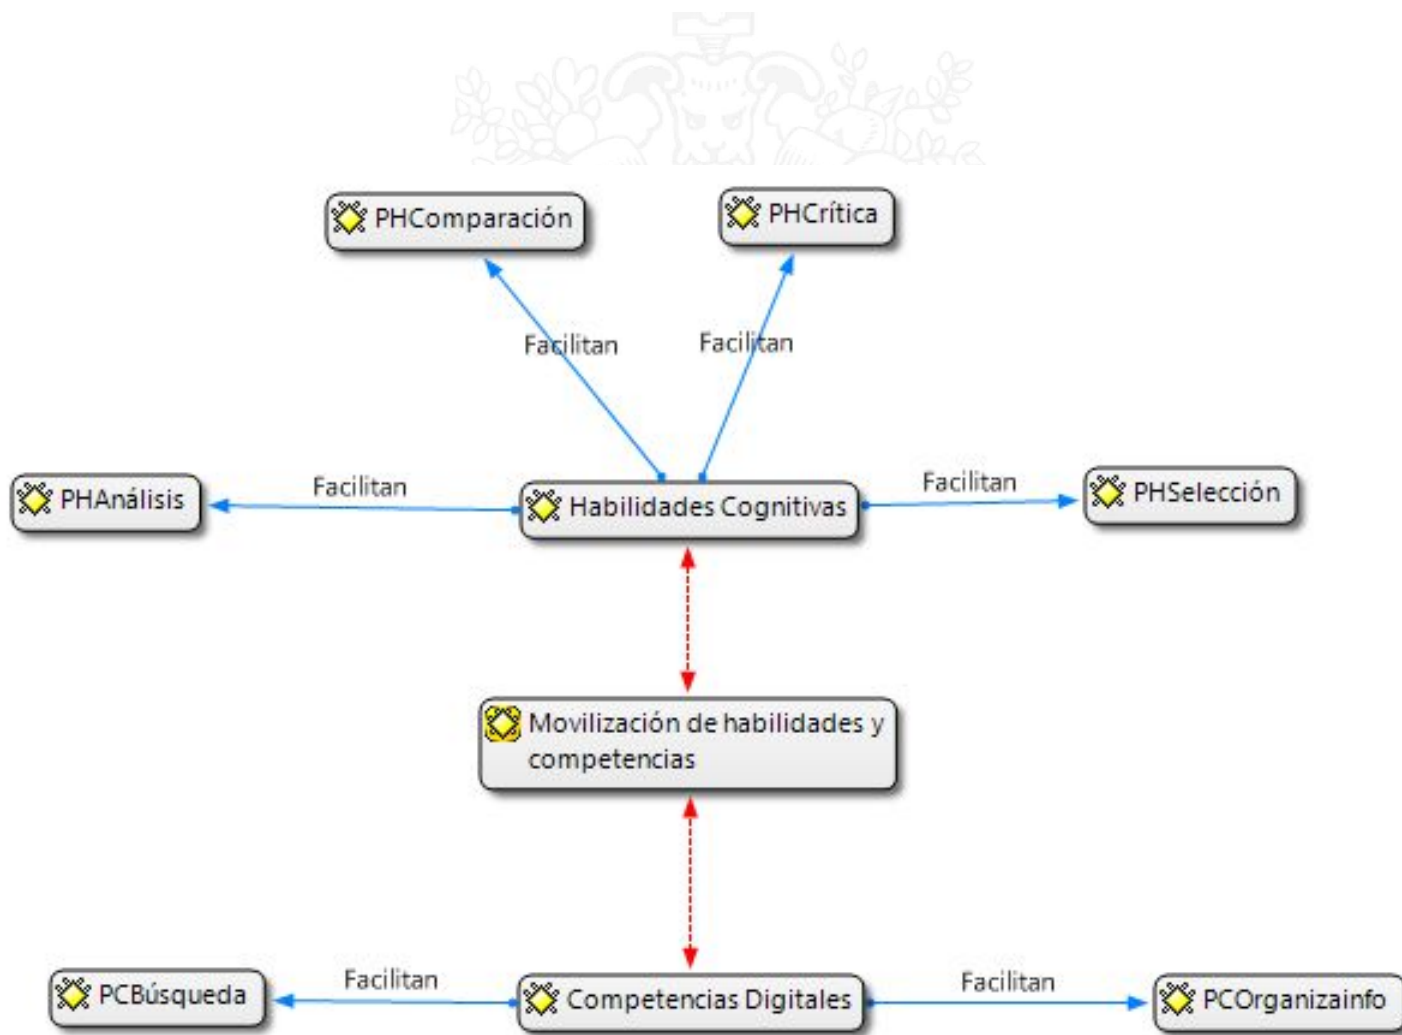 PHComparación
PHCrítica
Facilitan
Facilitan
PHAnálisis
Facilitan
Habilidades Cognitivas
Facilitan
PHSelección
Movilización de habilidades y
competencias
PCBúsqueda
Facilitan
Competencias Digitales
Facilitan
PCOrganizainfo